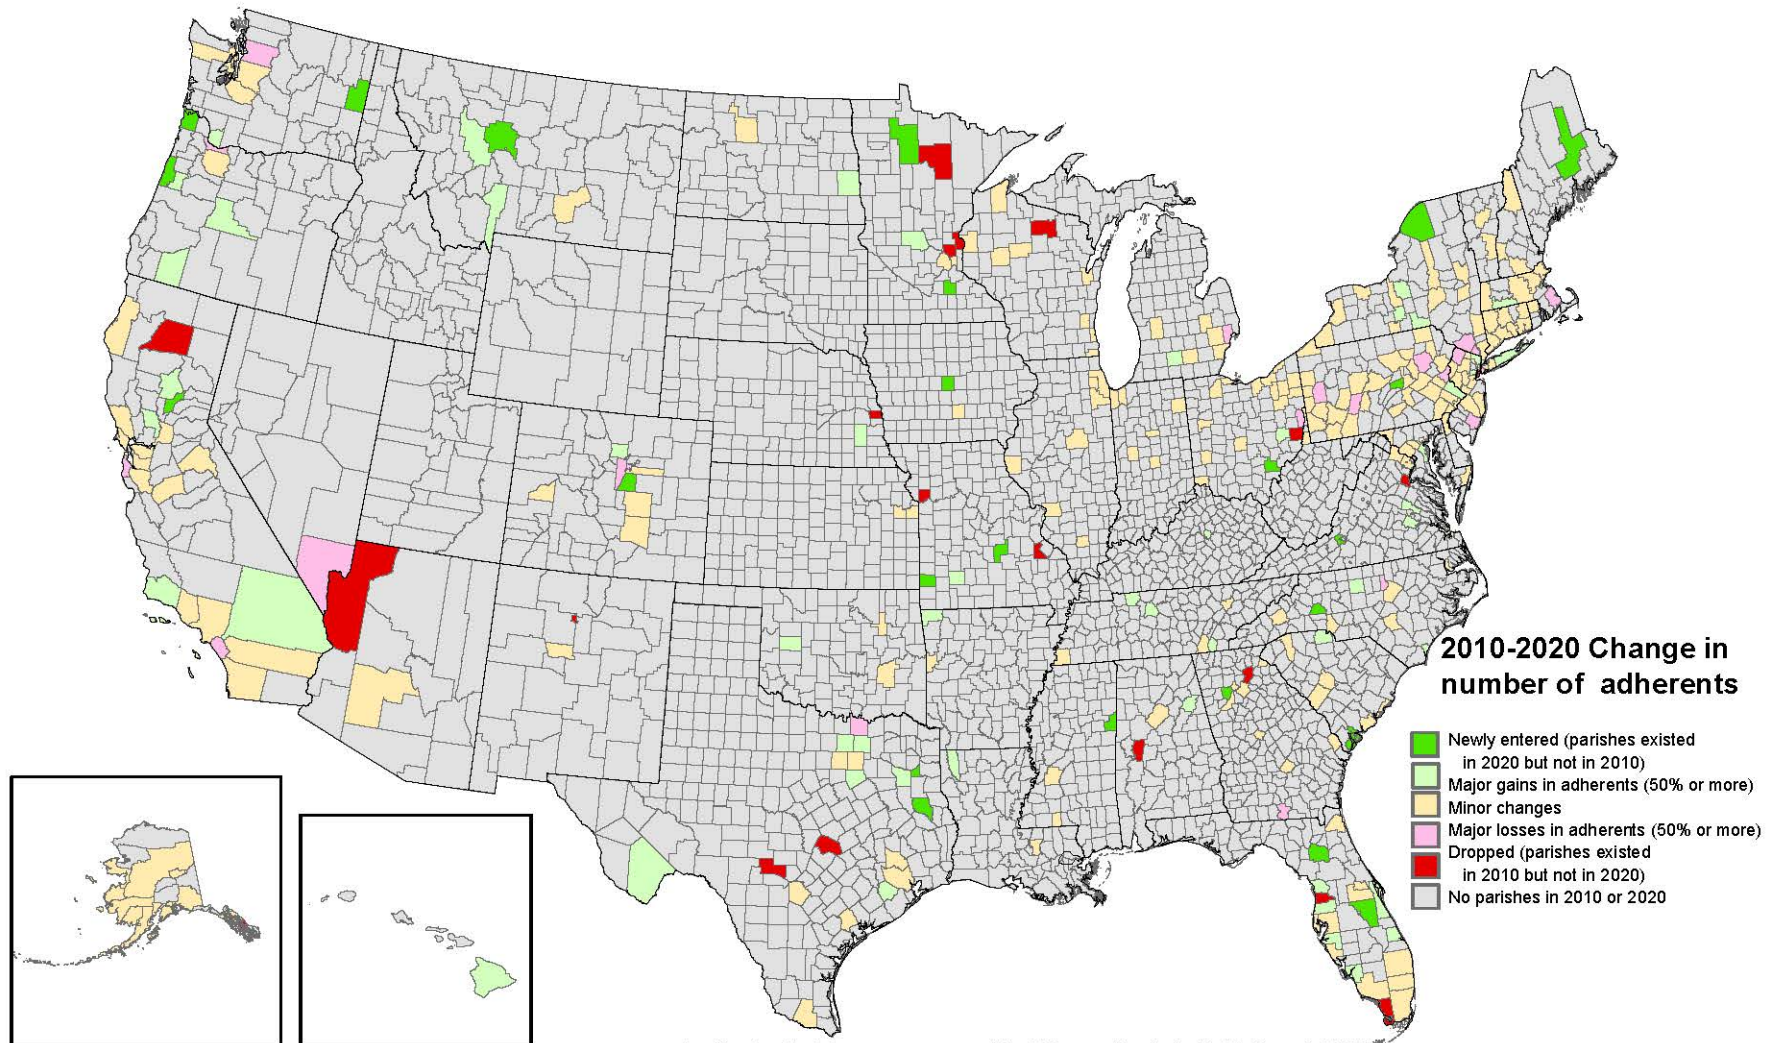 2010-2020 Change in
number of adherents
Newly entered (parishes existed
in 2020 but not in 2010)
Major gains in adherents (50% or more)
Minor changes
Major losses in adherents (50% or more)
Dropped (parishes existed
in 2010 but not in 2020)
No parishes in 2010 or 2020